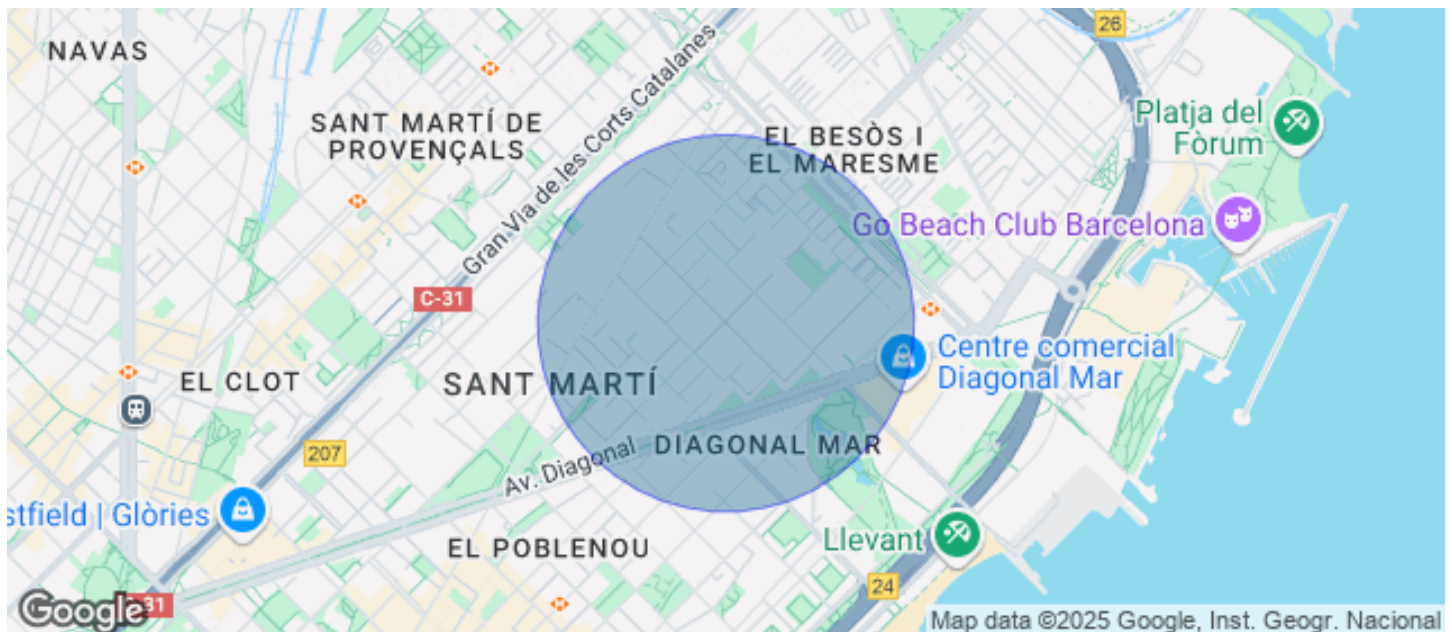 26
NAVAS
Gran Via de les Corts Catalanes
Platja del
Fòrum
SANT MARTÍ DE
PROVENÇALS
EL BESÒS I
EL MARESME
Go Beach Club Barcelona
C-31
Centre comercial
Diagonal Mar
EL CLOT
SANT MARTÍ
207
Av. Diagonal
DIAGONAL MAR
stfield | Glòries
EL POBLENOU
Llevant
24
Google
-31
Map data ©2025 Google, Inst. Geogr. Nacional